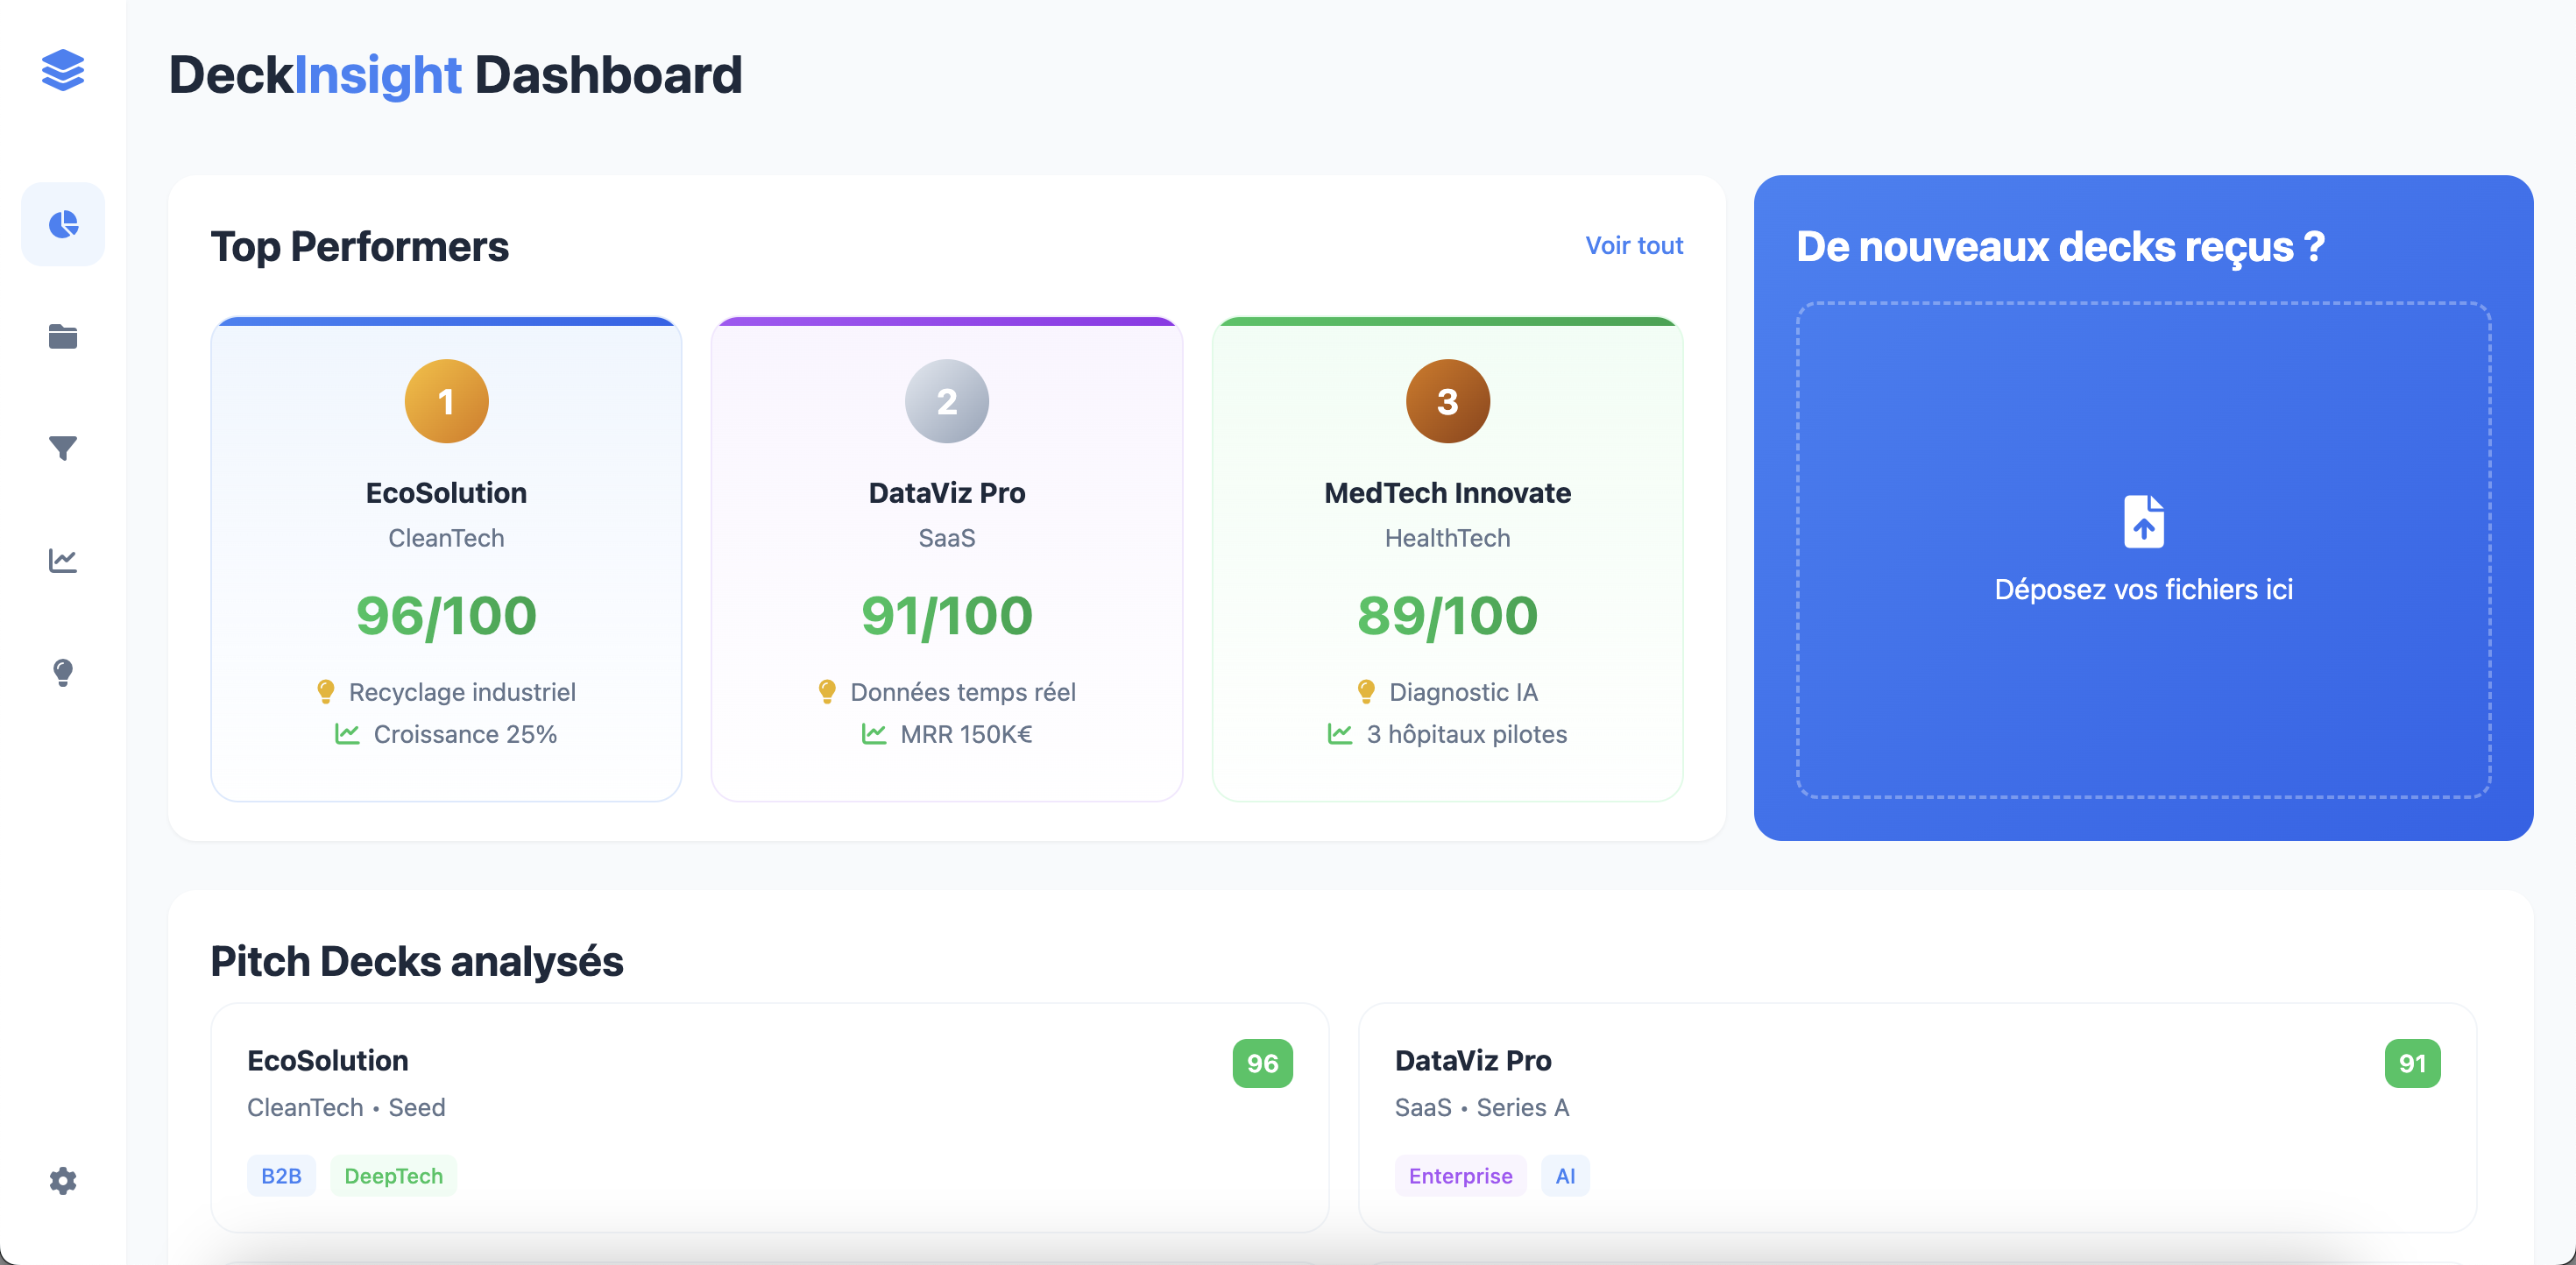 DeckInsight Dashboard
Top Performers
Voir tout
1
EcoSolution
CleanTech
96/100
Recyclage industriel
Croissance 25%
2
DataViz Pro
SaaS
91/100
Données temps réel
MRR 150K€
3
MedTech Innovate
HealthTech
89/100
Diagnostic IA
3 hôpitaux pilotes
De nouveaux decks reçus ?
Déposez vos fichiers ici
Pitch Decks analysés
EcoSolution
96
CleanTech • Seed
B2B DeepTech
DataViz Pro
91
SaaS • Series A
Enterprise AI